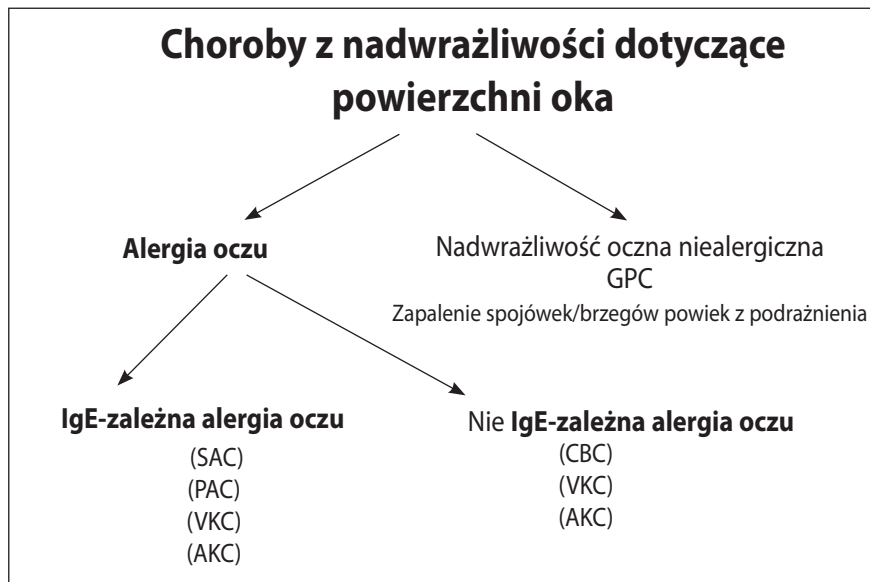 Choroby z nadwrażliwości dotyczące
powierzchni oka
Alergia oczu
Nadwrażliwość oczna niealergiczna
GPC
Zapalenie spojówek/brzegów powiek z podrażnienia
IgE-zależna alergia oczu
(SAC)
(PAC)
(VKC)
(AKC)
Nie IgE-zależna alergia oczu
(CBC)
(VKC)
(AKC)